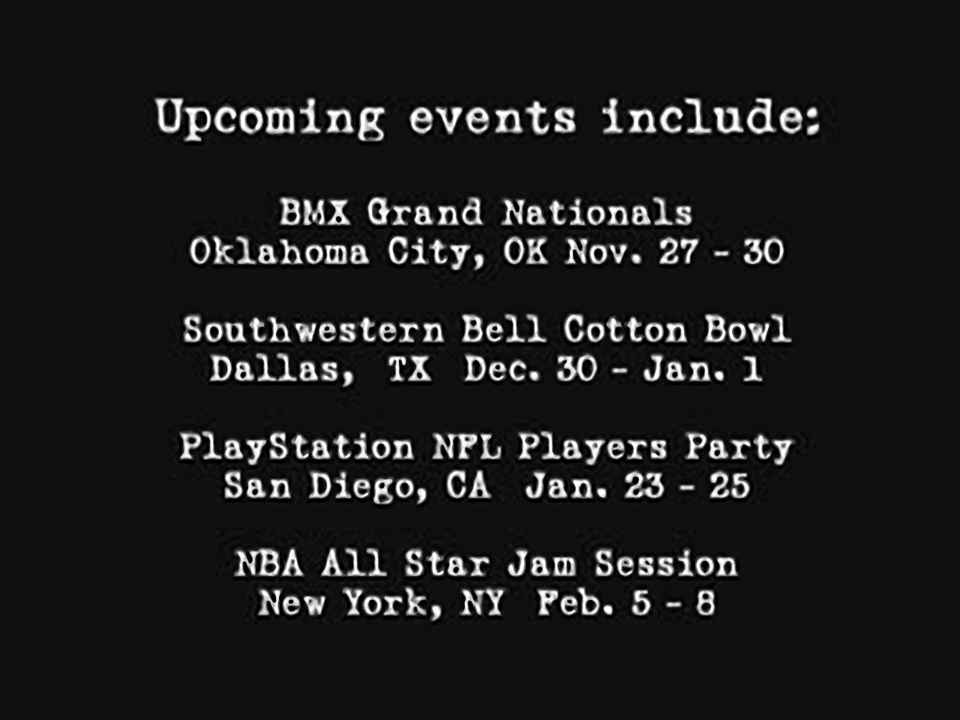 Upcoming events include:
BMX Grand Nationals
Oklahoma City, OK Nov. 27 - 30
Southwestern Bell Cotton Bowl
Dallas, TX Dec. 30 - Jan. 1
PlayStation NFL Players Party
San Diego, CA Jan. 23 - 25
NBA All Star Jam Session
New York, NY Feb. 5 - 8